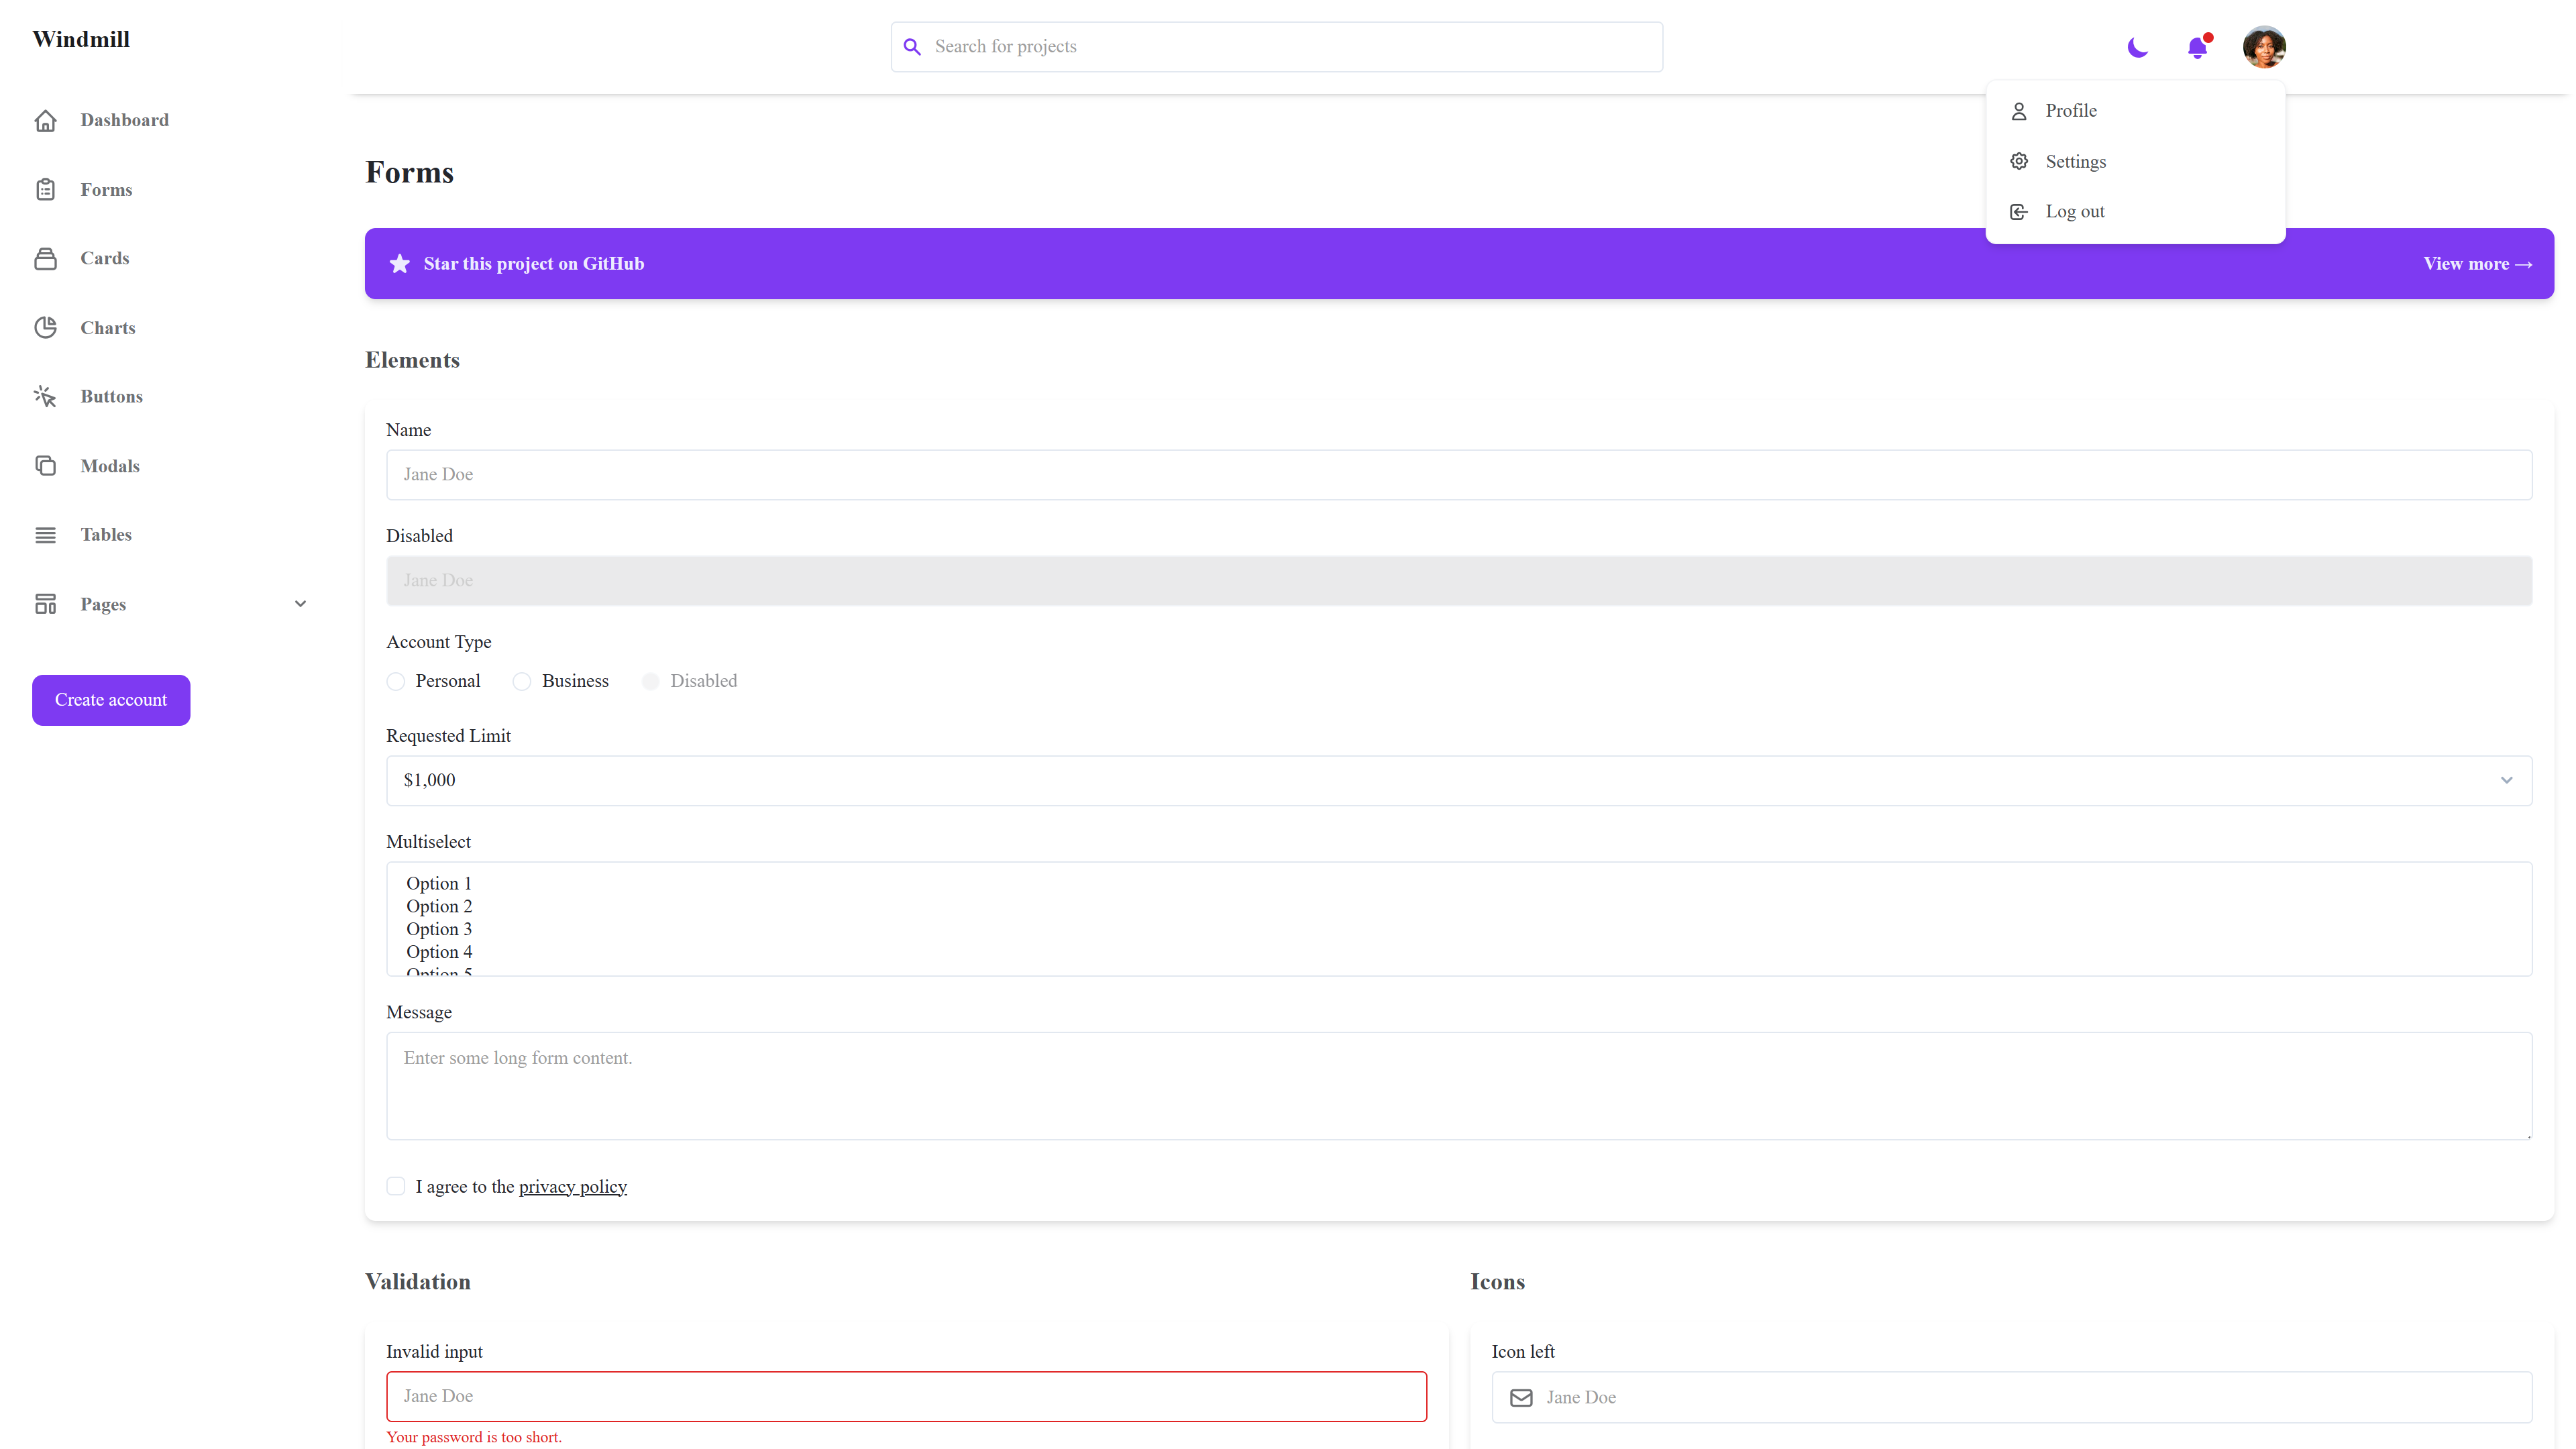 Windmill
Search for projects
Dashboard
Forms
Cards
Charts
Buttons
Modals
Tables
Pages
Create account
Profile
Settings
Log out
Forms
Star this project on GitHub
View more →
Elements
Name
Jane Doe
Disabled
Jane Doe
Account Type
Personal Business Disabled
Requested Limit
$1,000
Multiselect
Option 1
Option 2
Option 3
Option 4
Option 5
Message
Enter some long form content.
I agree to the privacy policy
Validation
Invalid input
Jane Doe
Your password is too short.
Icons
Icon left
Jane Doe